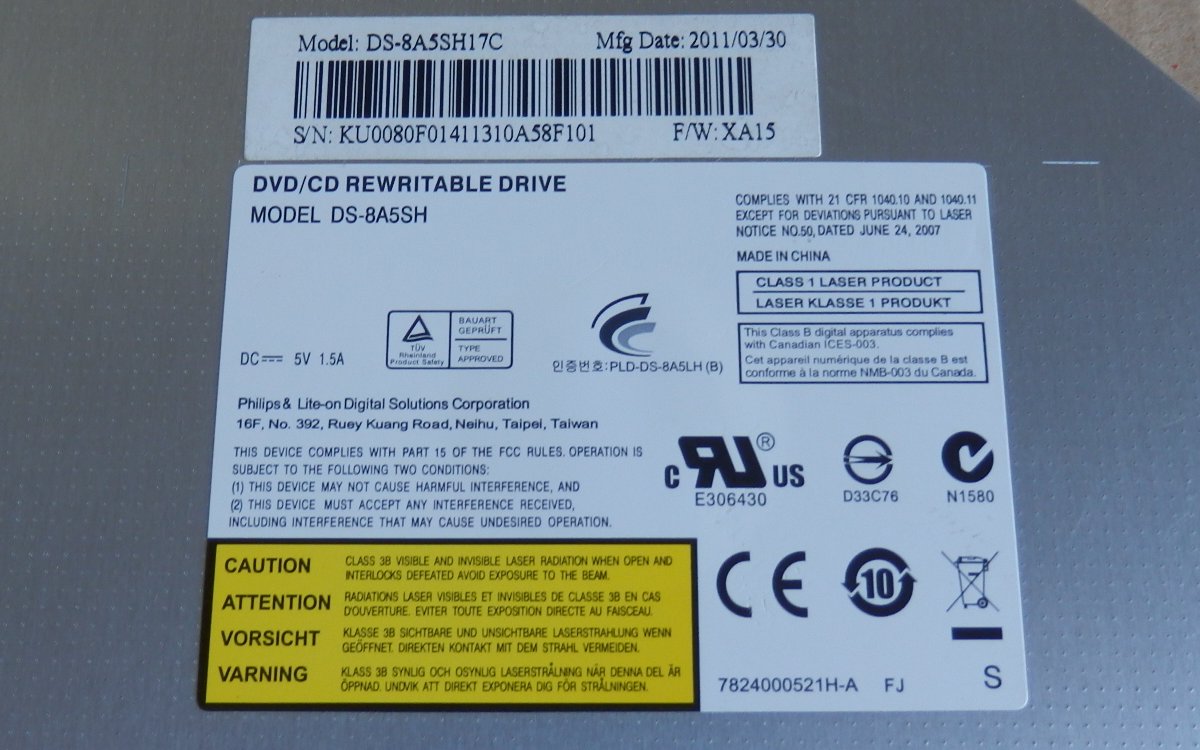 Model: DS-8A5SH17C Mfg Date: 2011/03/30
S/N: KU0080F01411310A58F101 F/W: XA15
DVD/CD REWRITABLE DRIVE
MODEL DS-8A5SH
COMPLIES WITH 21 CFR 1040.10 AND 1040.11
EXCEPT FOR DEVIATIONS PURSUANT TO LASER
NOTICE NO.50, DATED JUNE 24, 2007
MADE IN CHINA
CLASS 1 LASER PRODUCT
LASER KLASSE 1 PRODUKT
This Class B digital apparatus complies
with Canadian ICES-003.
Cet appareil numérique de la classe B est
conforme à la norme NMB-003 du Canada.
DC 5V 1.5A
TÜV
Rheinland
Product Safety
BAUART
GEPRÜFT
TYPE
APPROVED
인증번호:PLD-DS-8A5LH (B)
Philips & Lite-on Digital Solutions Corporation
16F, No. 392, Ruey Kuang Road, Neihu, Taipei, Taiwan
THIS DEVICE COMPLIES WITH PART 15 OF THE FCC RULES. OPERATION IS
SUBJECT TO THE FOLLOWING TWO CONDITIONS:
(1) THIS DEVICE MAY NOT CAUSE HARMFUL INTERFERENCE, AND
(2) THIS DEVICE MUST ACCEPT ANY INTERFERENCE RECEIVED,
INCLUDING INTERFERENCE THAT MAY CAUSE UNDESIRED OPERATION.
c RU ® US
E306430
D33C76
N1580
CAUTION CLASS 3B VISIBLE AND INVISIBLE LASER RADIATION WHEN OPEN AND
INTERLOCKS DEFEATED AVOID EXPOSURE TO THE BEAM.
ATTENTION RADIATIONS LASER VISIBLES ET INVISIBLES DE CLASSE 3B EN CAS
D'OUVERTURE. EVITER TOUTE EXPOSITION DIRECTE AU FAISCEAU.
VORSICHT KLASSE 3B SICHTBARE UND UNSICHTBARE LASERSTRAHLUNG WENN
GEÖFFNET. DIREKTEN KONTAKT MIT DEM STRAHL VERMEIDEN.
VARNING KLASS 3B SYNLIG OCH OSYNLIG LASERSTRÅLNING NÄR DENNA DEL ÄR
ÖPPNAD. UNDVIK ATT DIREKT EXPONERA DIG FÖR STRÅLNINGEN.
CE 10
7824000521H-A FJ S